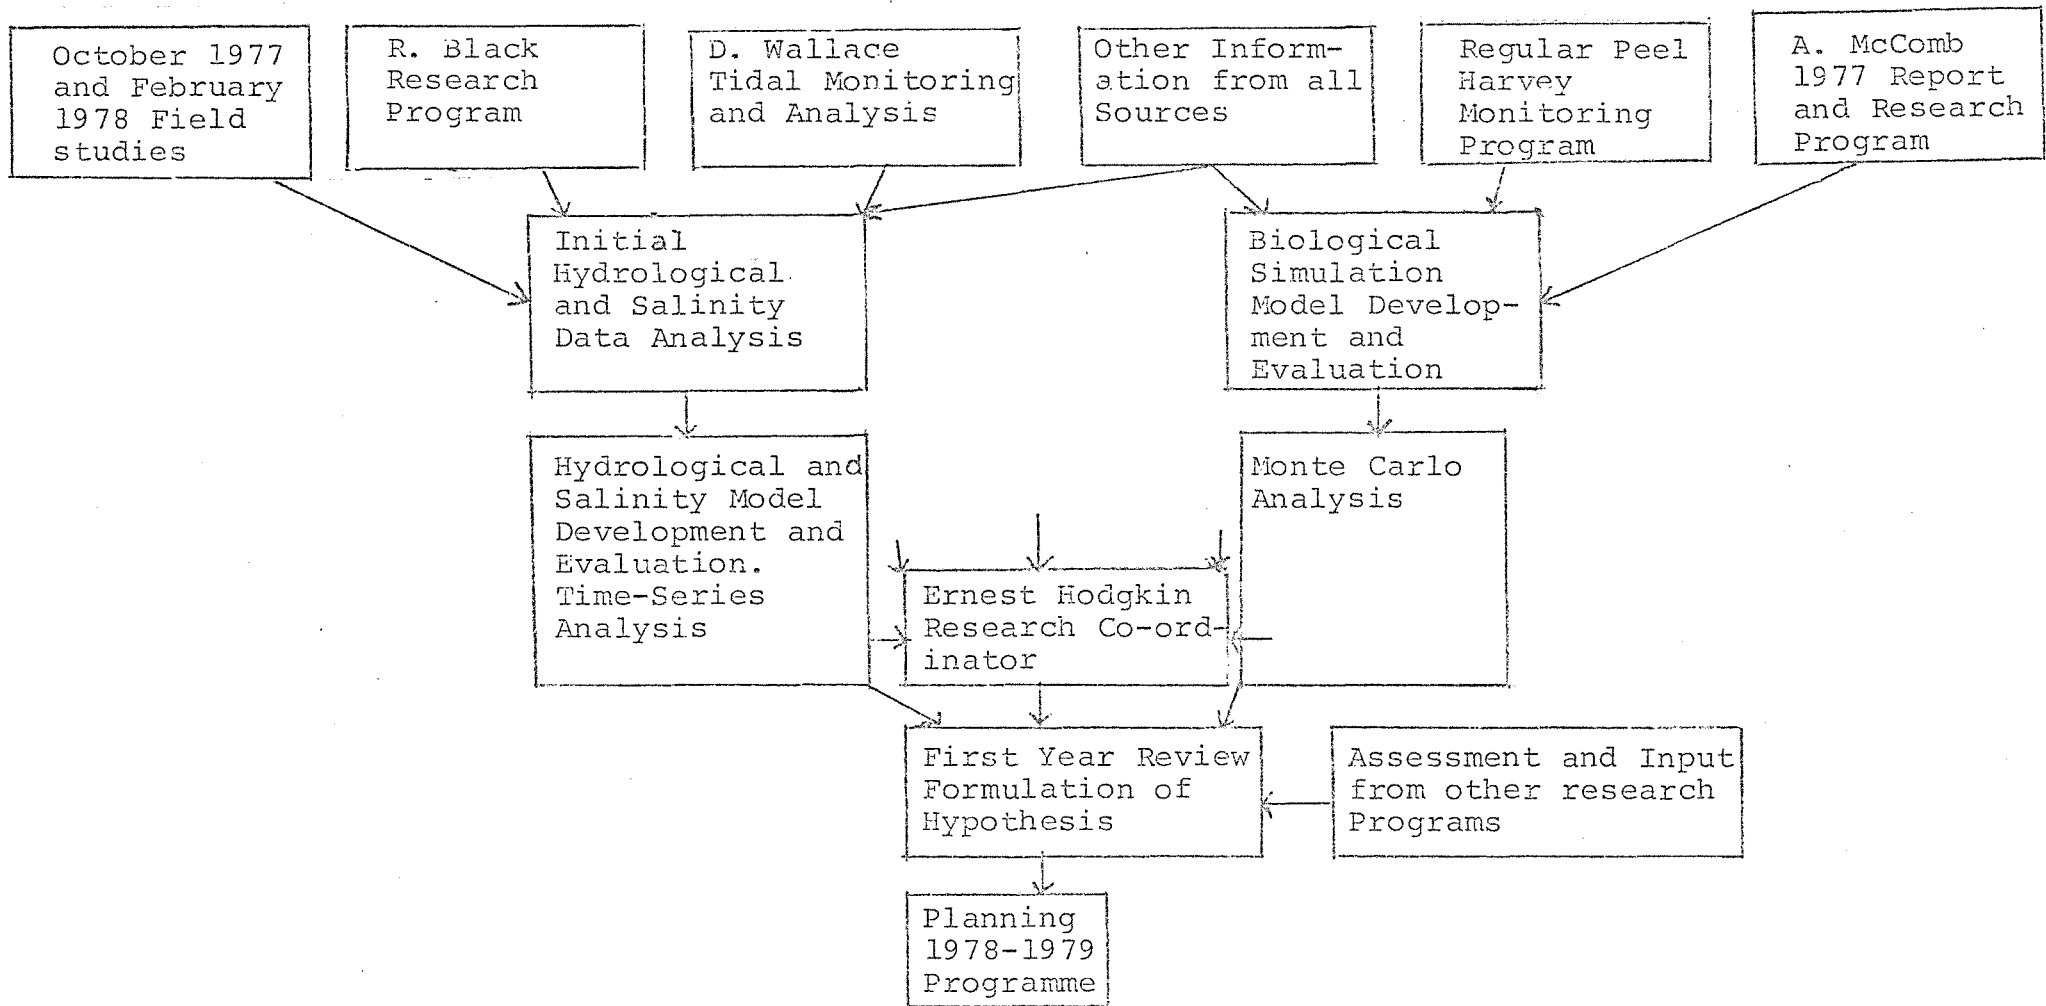 October 1977
and February
1978 Field
studies
R. Black
Research
Program
D. Wallace
Tidal Monitoring
and Analysis
Other Inform-
ation from all
Sources
Regular Peel
Harvey
Monitoring
Program
A. McComb
1977 Report
and Research
Program
Initial
Hydrological
and Salinity
Data Analysis
Biological
Simulation
Model Develop-
ment and
Evaluation
Hydrological and
Salinity Model
Development and
Evaluation.
Time-Series
Analysis
Monte Carlo
Analysis
Ernest Hodgkin
Research Co-ord-
inator
First Year Review
Formulation of
Hypothesis
Assessment and Input
from other research
Programs
Planning
1978-1979
Programme